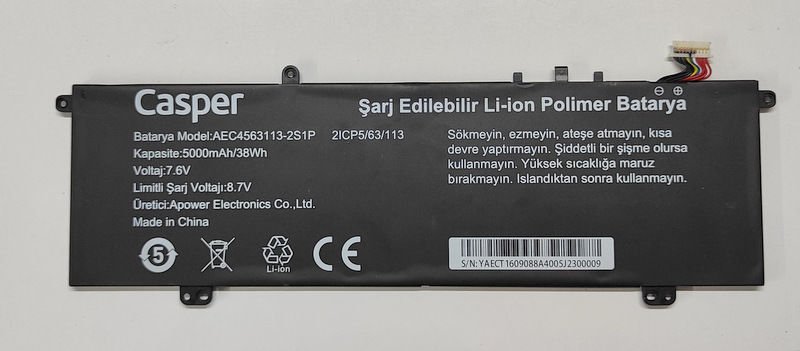 Casper
Şarj Edilebilir Li-ion Polimer Batarya
Batarya Model:AEC4563113-2S1P 2ICP5/63/113
Kapasite:5000mAh/38Wh
Voltaj:7.6V
Limitli Şarj Voltajı:8.7V
Üretici:Apower Electronics Co.,Ltd.
Made in China
Sökmeyin, ezmeyin, ateşe atmayın, kısa
devre yaptırmayın. Şiddetli bir şişme olursa
kullanmayın. Yüksek sıcaklığa maruz
bırakmayın. Islandıktan sonra kullanmayın.
5
Li-ion
CE
S/N: YAECT1609088A4005J2300009